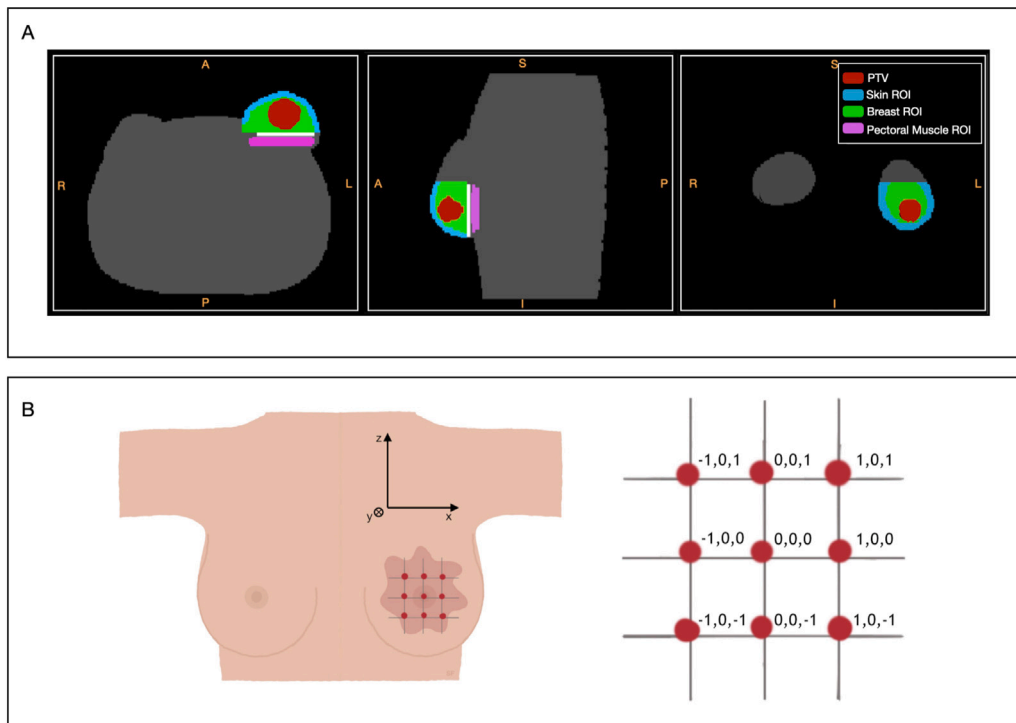 A
A
R
L
P
S
A
P
I
S
R
L
I
PTV
Skin ROI
Breast ROI
Pectoral Muscle ROI
B
z
y
x
-1,0,1
0,0,1
1,0,1
-1,0,0
0,0,0
1,0,0
-1,0,-1
0,0,-1
1,0,-1